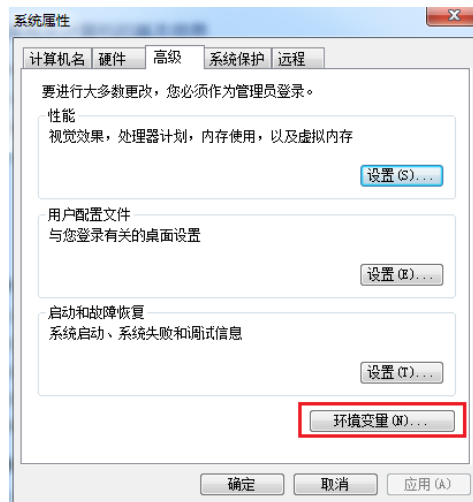 系统属性
计算机名 硬件 高级 系统保护 远程
要进行大多数更改，您必须作为管理员登录。
性能
视觉效果，处理器计划，内存使用，以及虚拟内存
设置(S)...
用户配置文件
与您登录有关的桌面设置
设置(E)...
启动和故障恢复
系统启动、系统失败和调试信息
设置(T)...
环境变量(N)...
确定 取消 应用(A)